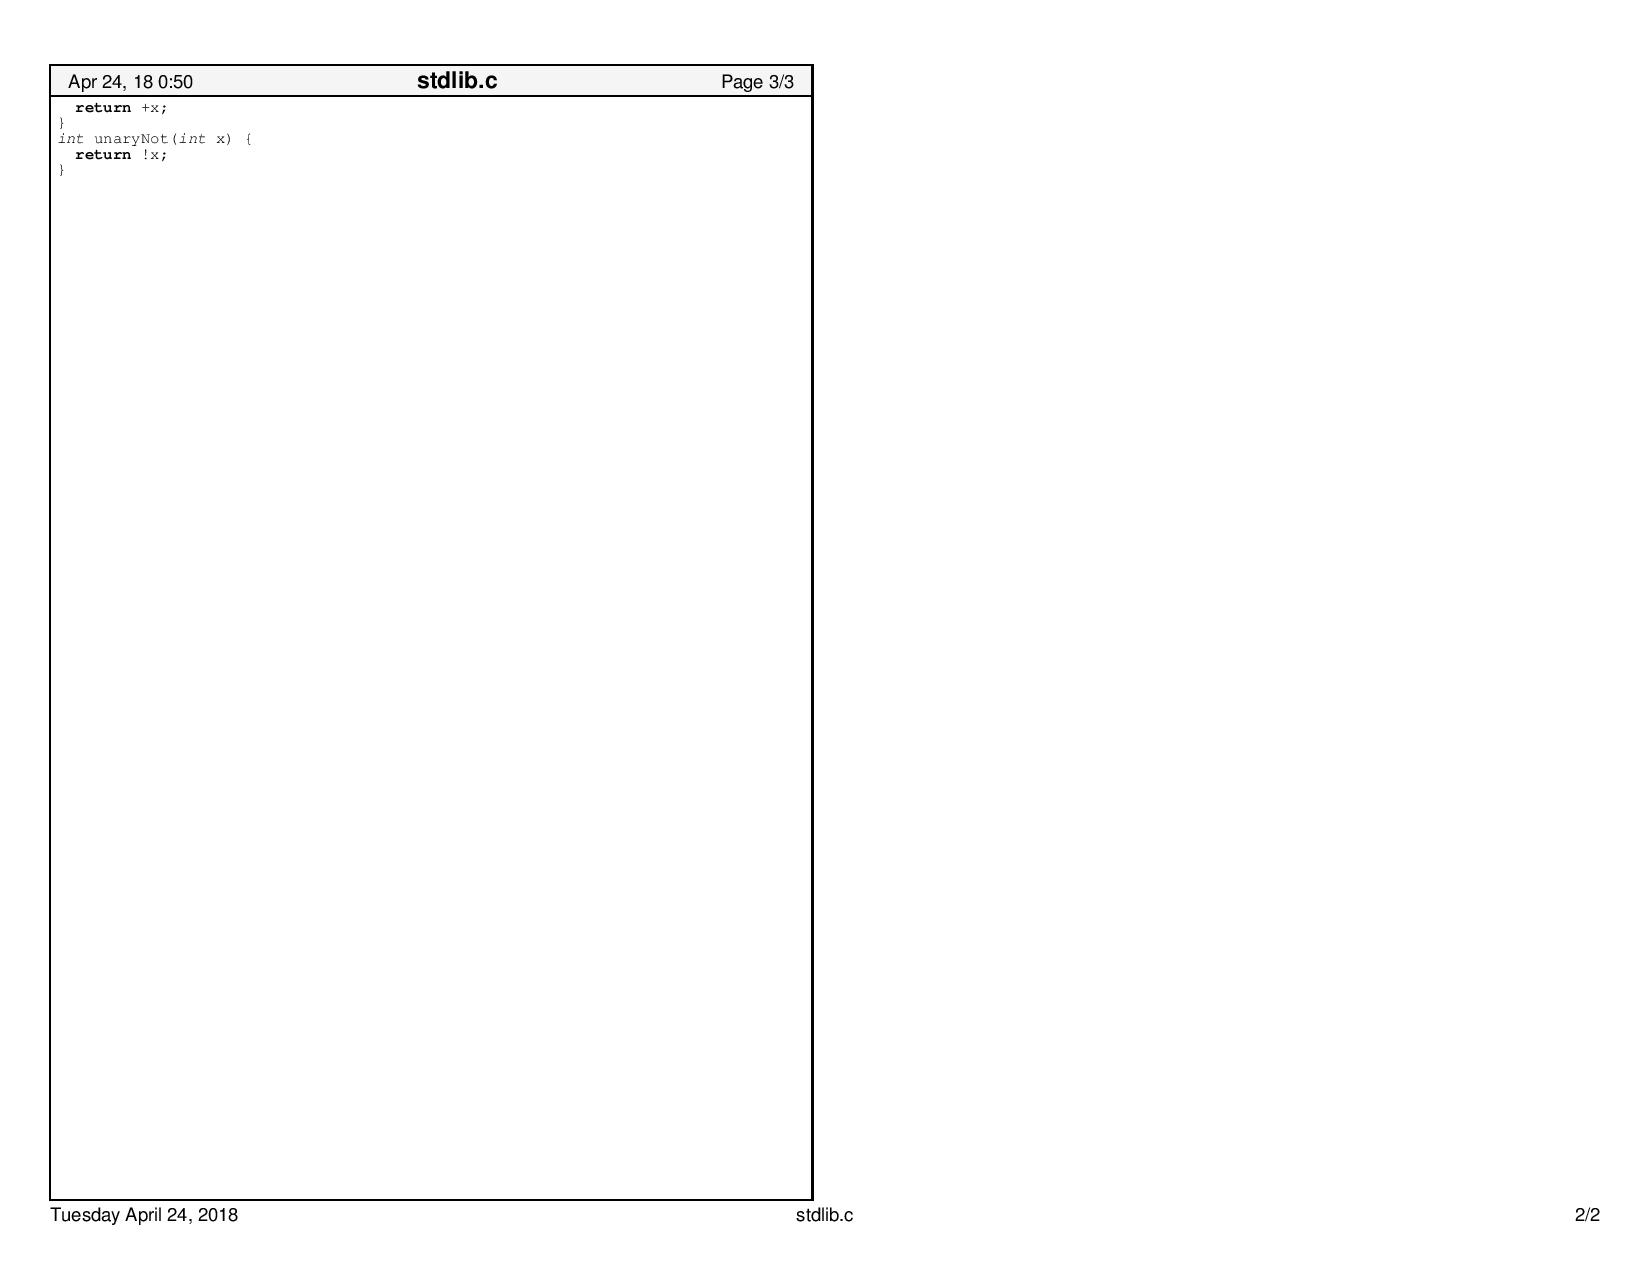 Apr 24, 18 0:50 stdlib.c Page 3/3
  return +x;
}
int unaryNot(int x) {
  return !x;
}
Tuesday April 24, 2018 stdlib.c 2/2